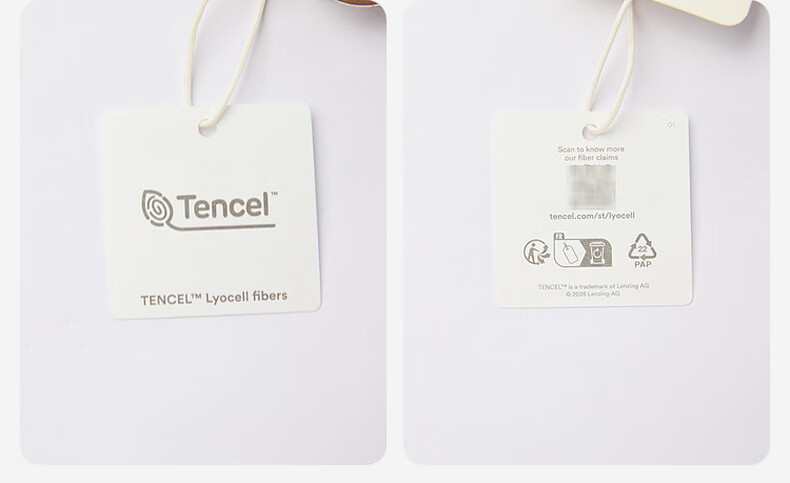 Tencel™
TENCEL™ Lyocell fibers
01
Scan to know more
our fiber claims
tencel.com/st/lyocell
FR
22
PAP
TENCEL™ is a trademark of Lenzing AG
© 2025 Lenzing AG